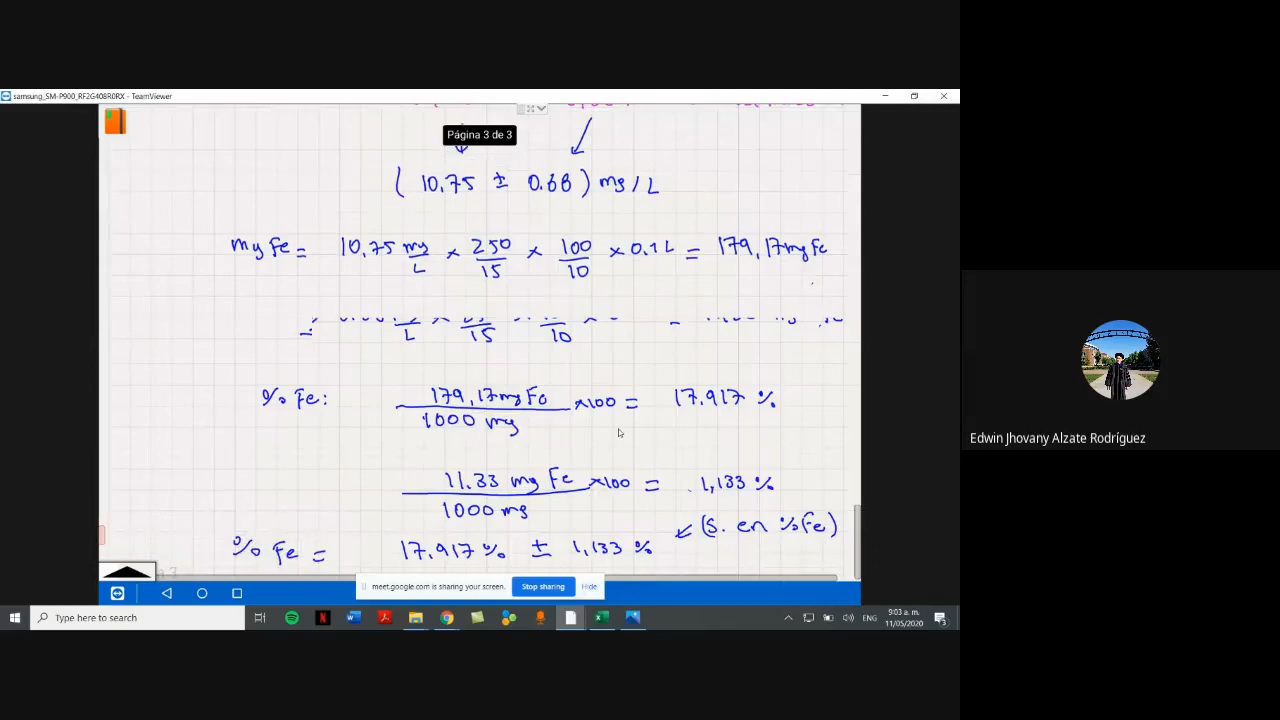 samsung_SM-P900_RF2G408R0RX - TeamViewer
Página 3 de 3
( 10.75 ± 0.68 ) mg/L
mg Fe = 10.75 mg/L × 250/15 × 100/10 × 0.1 L = 179,17 mg Fe
L 15 10
% Fe: 179,17 mg Fe / 1000 mg ×100 = 17.917 %
11.33 mg Fe / 1000 mg ×100 = 1,133 %
(S. en % Fe)
% Fe = 17,917 % ± 1,133 %
meet.google.com is sharing your screen. Stop sharing Hide
Type here to search
ENG
9:03 a. m.
11/05/2020
3
Edwin Jhovany Alzate Rodríguez